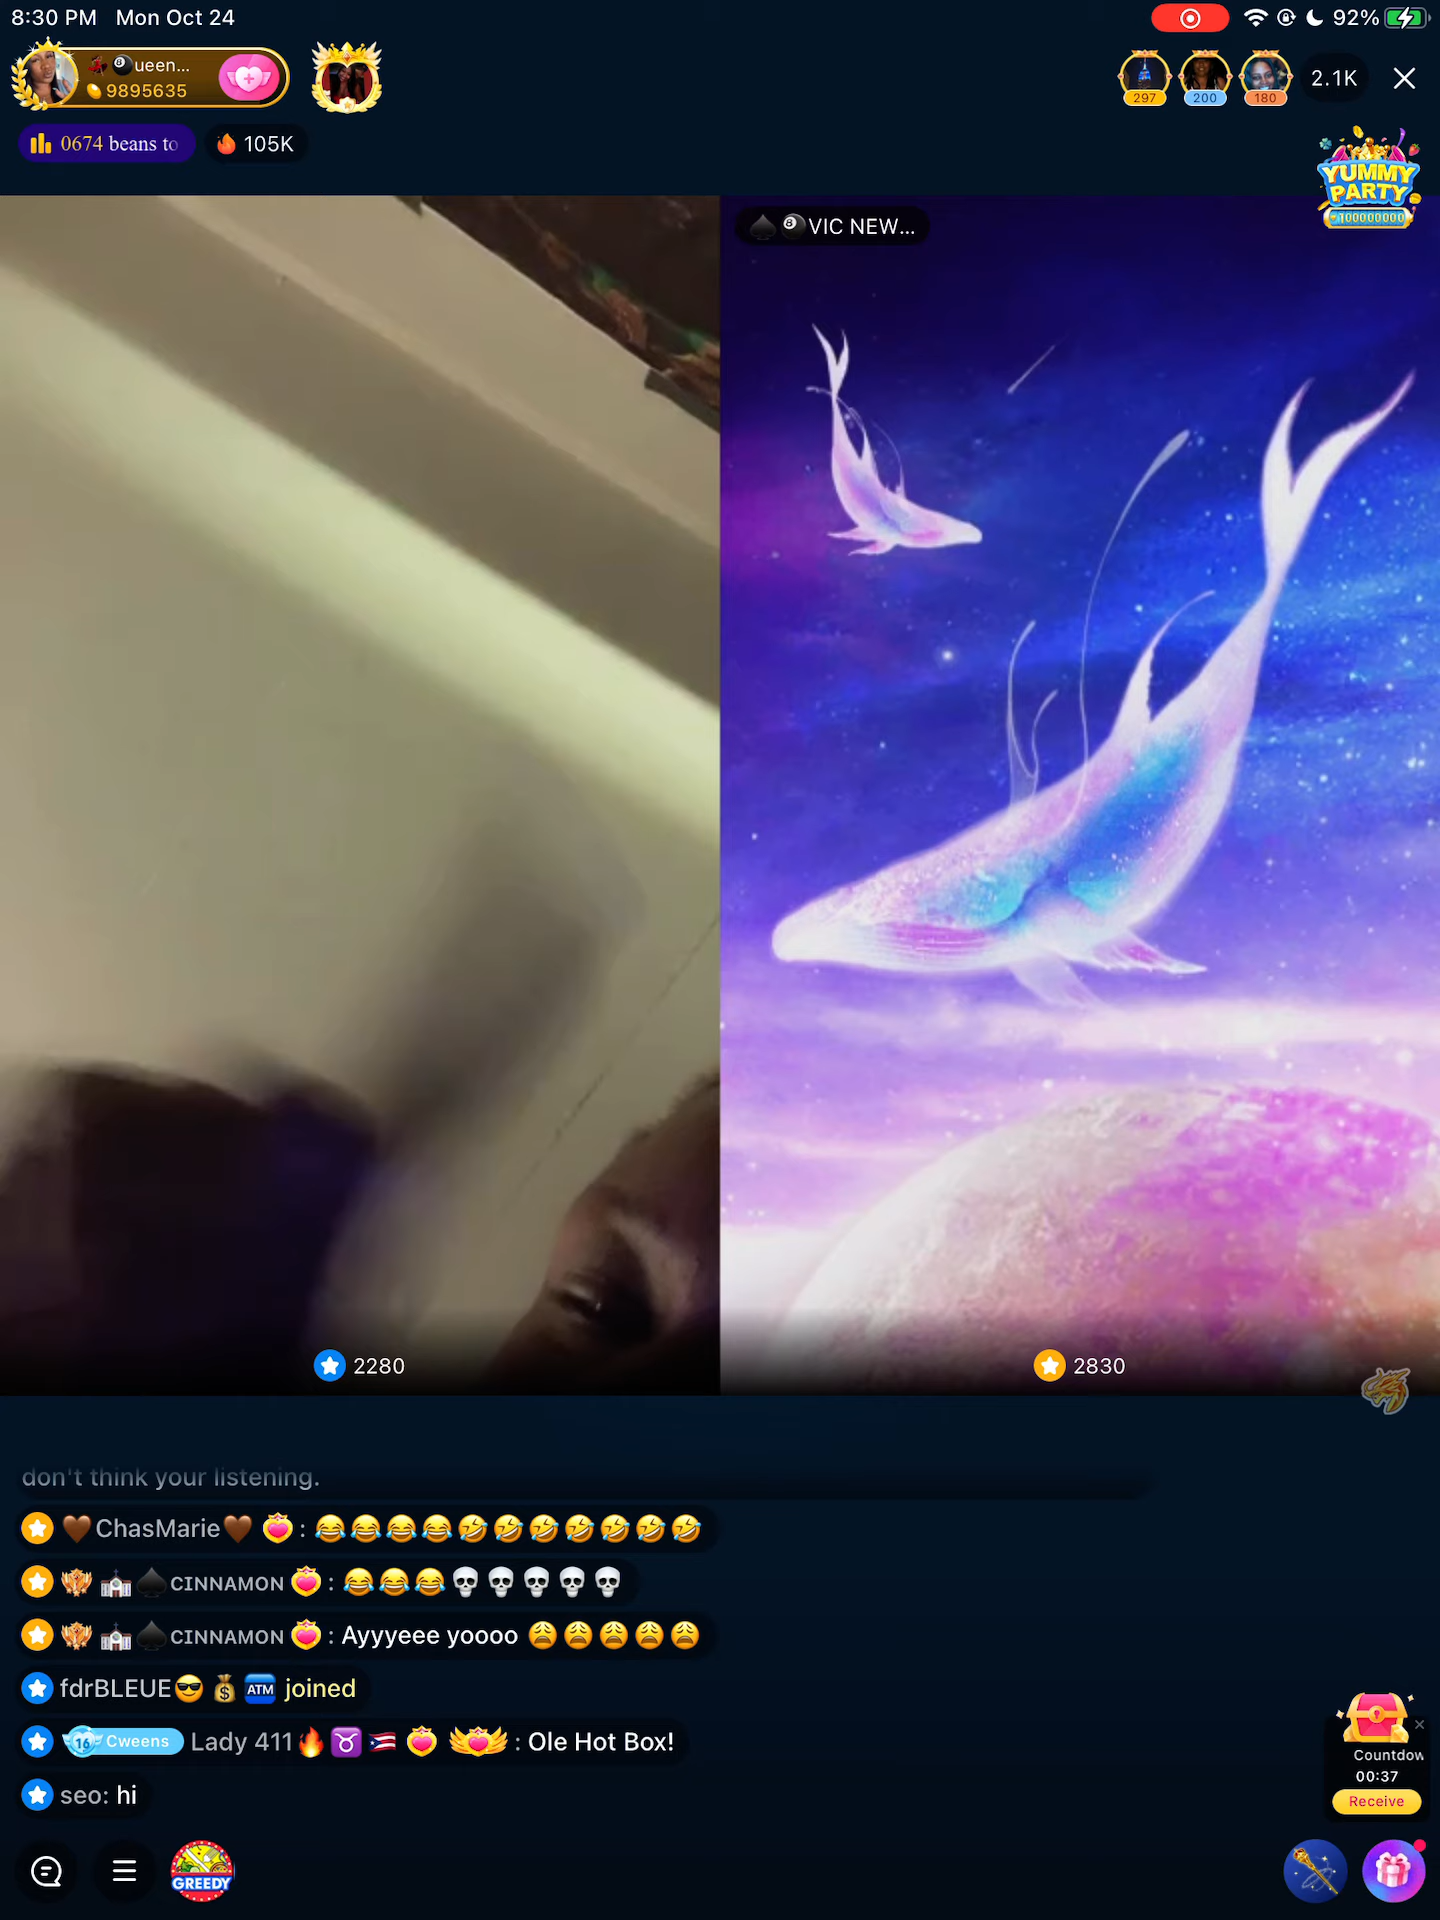 8:30 PM Mon Oct 24
92%
ueen...
9895635
297
200
180
2.1K
0674 beans to
105K
YUMMY
PARTY
100000000
8 VIC NEW...
2280
2830
don't think your listening.
🤎ChasMarie🤎 : 😂😂😂😂🤣🤣🤣🤣🤣🤣🤣
♠️CINNAMON : 😂😂😂💀💀💀💀💀
♠️CINNAMON : Ayyyeee yoooo 😩😩😩😩😩
fdrBLEUE😎💰🏧 joined
16 Cweens Lady 411🔥♉🇵🇷 : Ole Hot Box!
seo: hi
Countdow
00:37
Receive
GREEDY